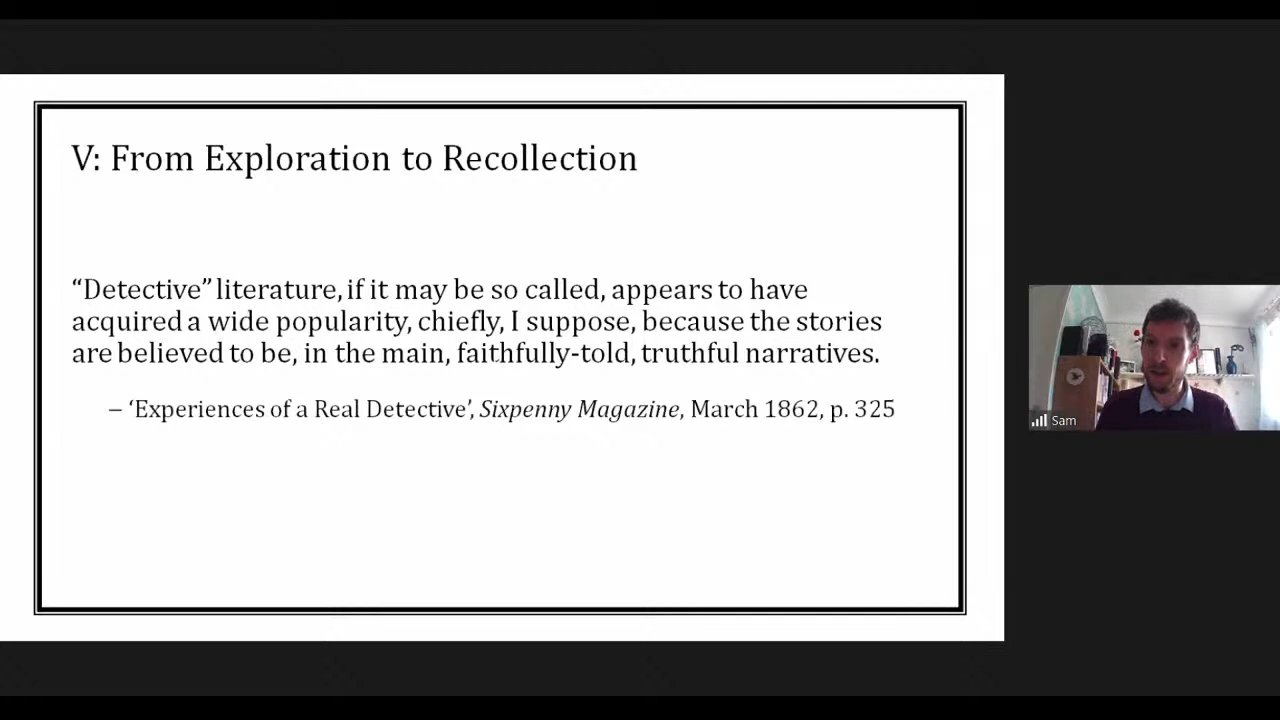 V: From Exploration to Recollection
“Detective” literature, if it may be so called, appears to have
acquired a wide popularity, chiefly, I suppose, because the stories
are believed to be, in the main, faithfully-told, truthful narratives.
– ‘Experiences of a Real Detective’, Sixpenny Magazine, March 1862, p. 325
Sam